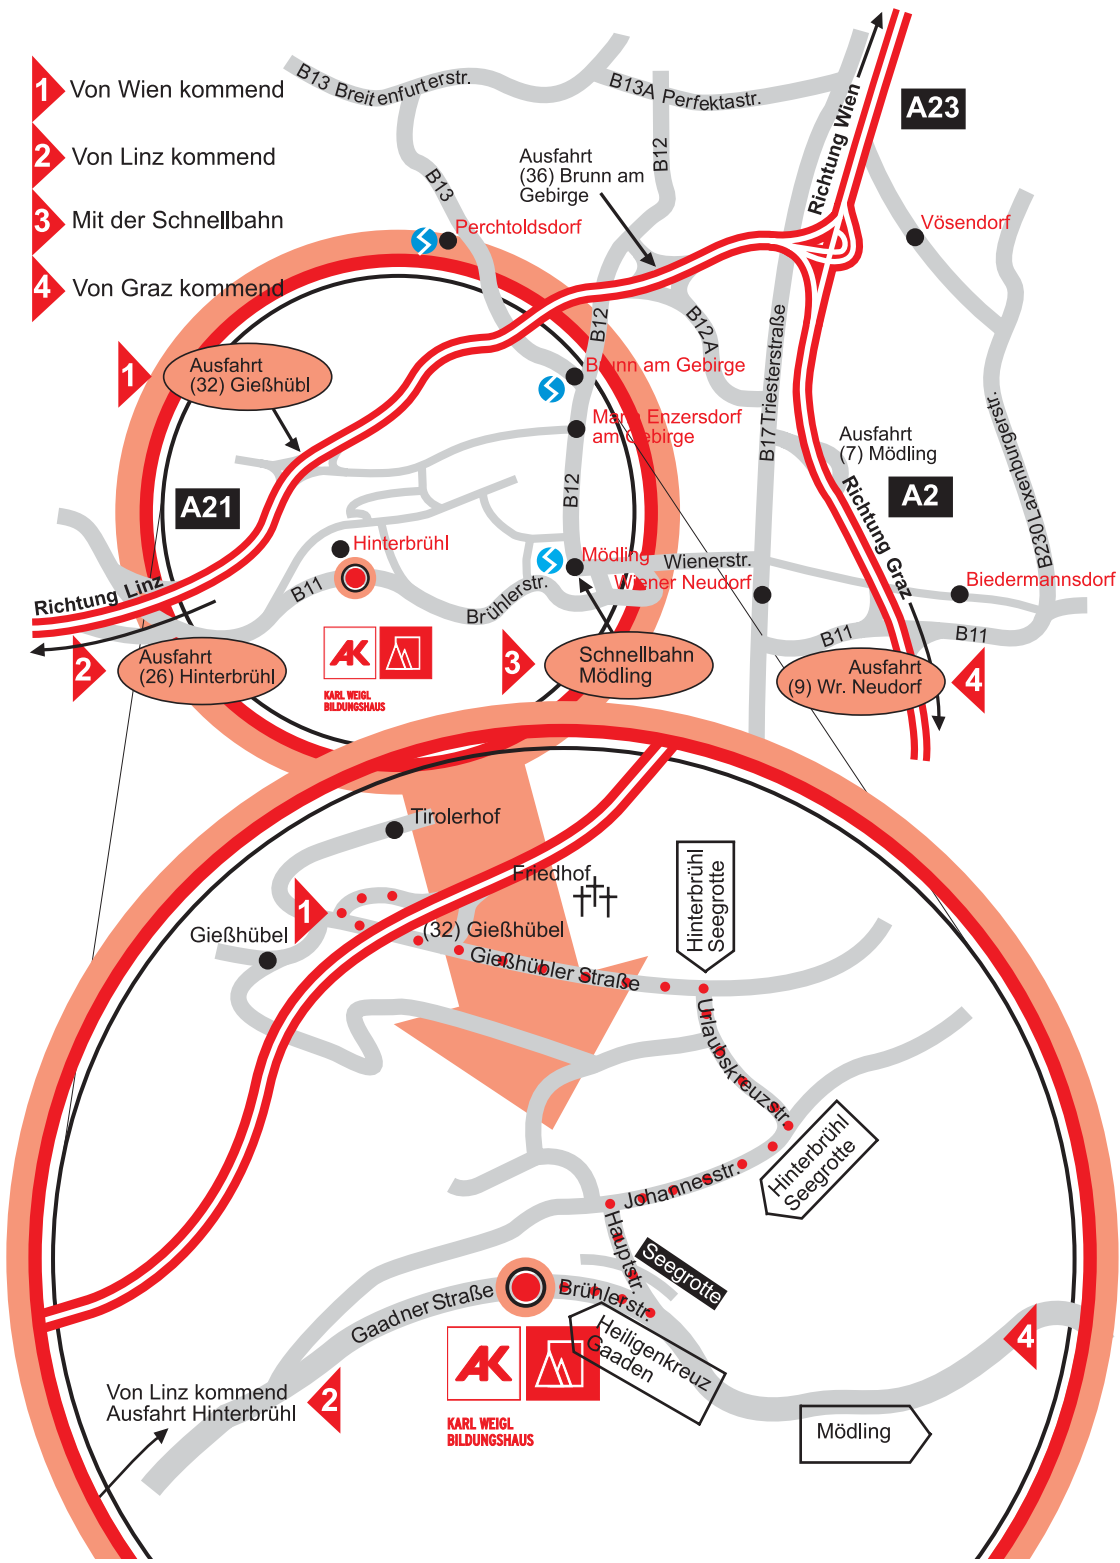 1 Von Wien kommend
2 Von Linz kommend
3 Mit der Schnellbahn
4 Von Graz kommend
B13 Breitenfurterstr.
B13A Perfektastr.
Richtung Wien
A23
B13
B12
Ausfahrt
(36) Brunn am
Gebirge
Perchtoldsdorf
Vösendorf
1
Ausfahrt
(32) Gießhübl
B12
B12A
B17 Triesterstraße
Brunn am Gebirge
Maria Enzersdorf
am Gebirge
Ausfahrt
(7) Mödling
B230 Laxenburgerstr.
A21
B12
A2
Richtung Graz
Hinterbrühl
Mödling
Wienerstr.
Wiener Neudorf
Biedermannsdorf
Richtung Linz
B11
Brühlerstr.
B11
B11
2
Ausfahrt
(26) Hinterbrühl
AK
KARL WEIGL
BILDUNGSHAUS
3
Schnellbahn
Mödling
Ausfahrt
(9) Wr. Neudorf
4
Tirolerhof
Friedhof
Hinterbrühl
Seegrotte
1
Gießhübel
(32) Gießhübel
Gießhübler Straße
Urlaubskreuzstr.
Hinterbrühl
Seegrotte
Johannesstr.
Hauptstr.
Seegrotte
Gaadner Straße
Brühlerstr.
Heiligenkreuz
Gaaden
4
AK
KARL WEIGL
BILDUNGSHAUS
Von Linz kommend
Ausfahrt Hinterbrühl
2
Mödling